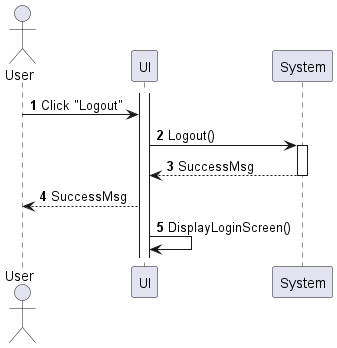 User
UI
System
1 Click "Logout"
2 Logout()
3 SuccessMsg
4 SuccessMsg
5 DisplayLoginScreen()
User
UI
System